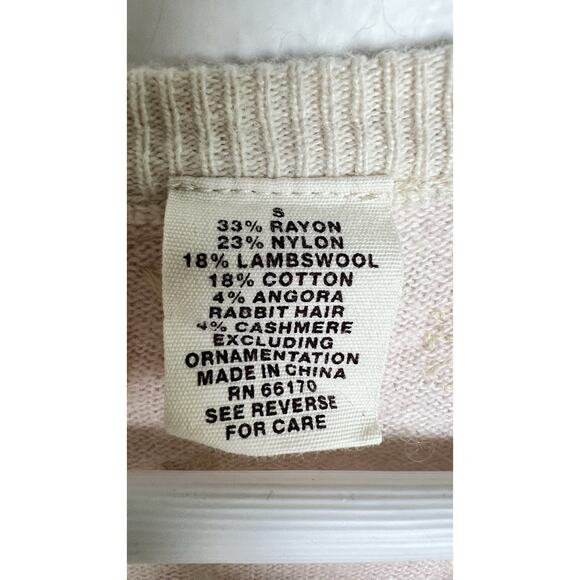 S
33% RAYON
23% NYLON
18% LAMBSWOOL
18% COTTON
4% ANGORA
RABBIT HAIR
4% CASHMERE
EXCLUDING
ORNAMENTATION
MADE IN CHINA
RN 66170
SEE REVERSE
FOR CARE